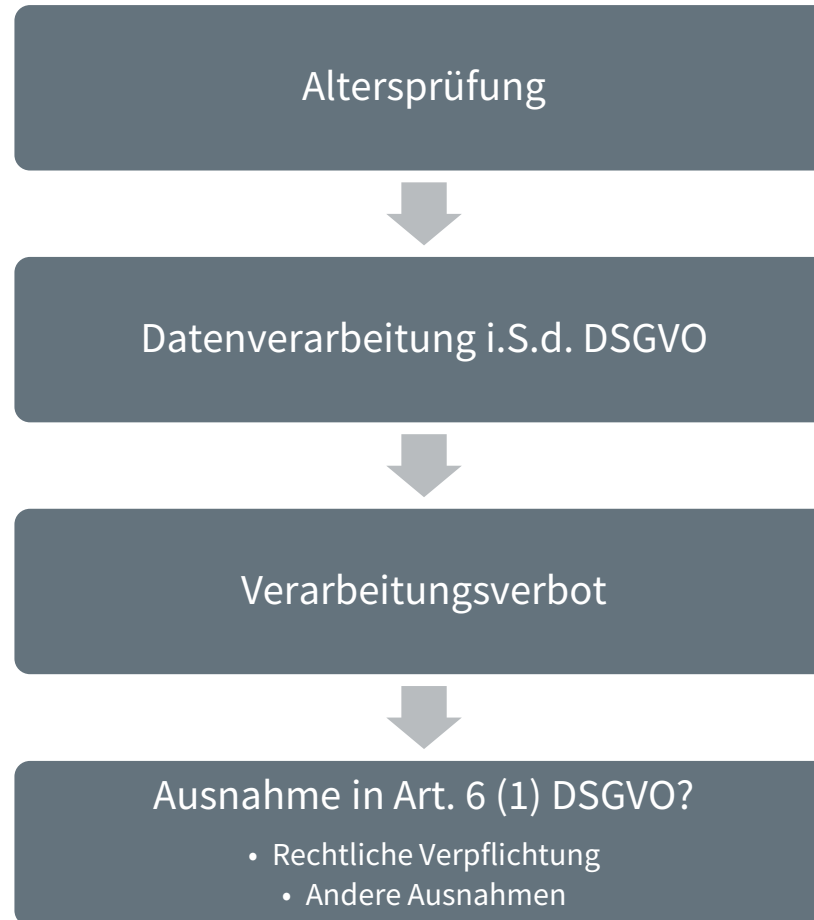 Altersprüfung
Datenverarbeitung i.S.d. DSGVO
Verarbeitungsverbot
Ausnahme in Art. 6 (1) DSGVO?
• Rechtliche Verpflichtung
• Andere Ausnahmen